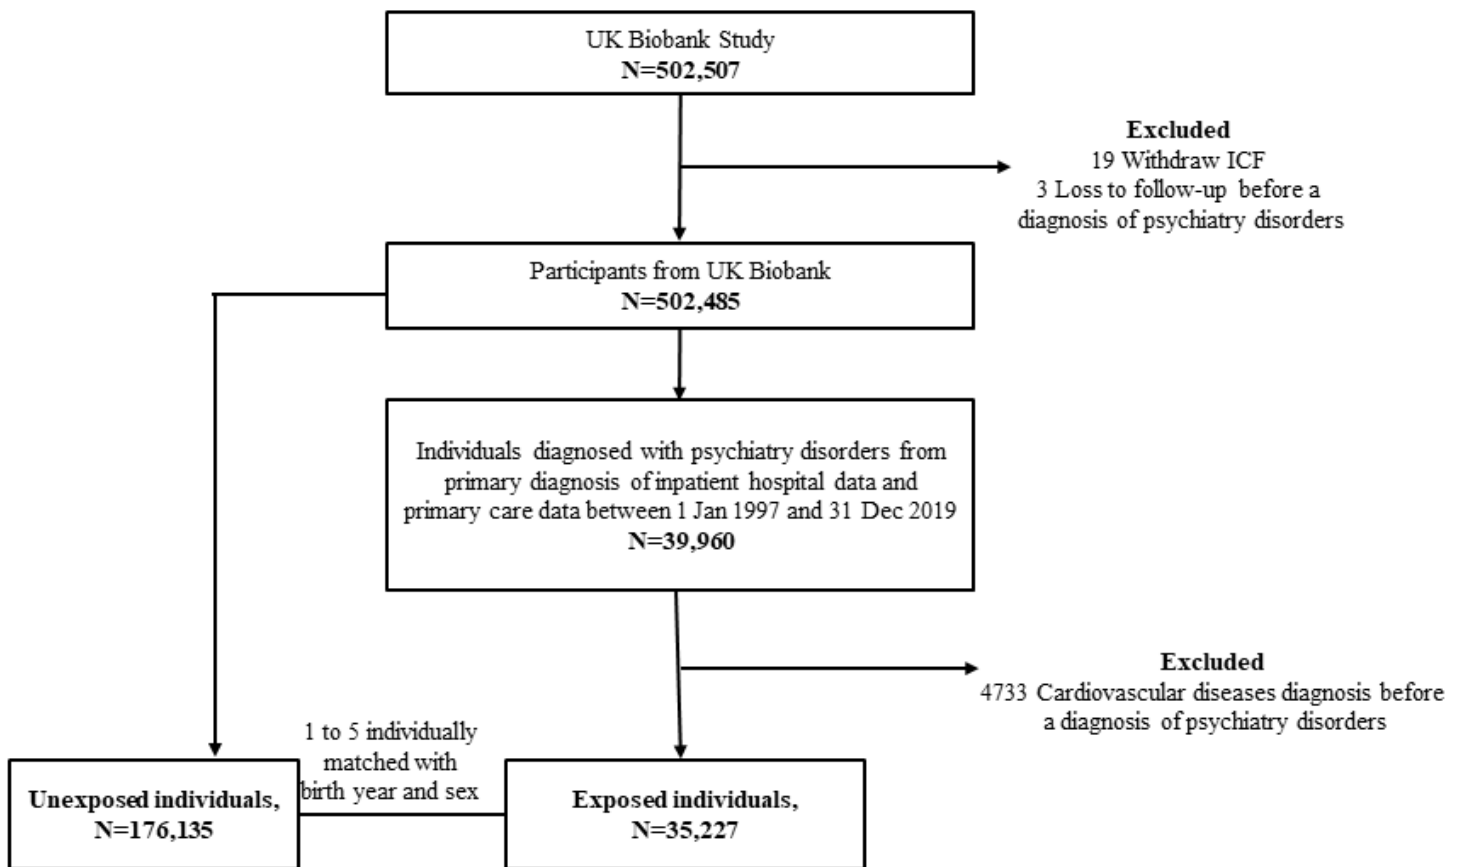 UK Biobank Study
N=502,507
Excluded
19 Withdraw ICF
3 Loss to follow-up before a
diagnosis of psychiatry disorders
Participants from UK Biobank
N=502,485
Individuals diagnosed with psychiatry disorders from
primary diagnosis of inpatient hospital data and
primary care data between 1 Jan 1997 and 31 Dec 2019
N=39,960
Excluded
4733 Cardiovascular diseases diagnosis before
a diagnosis of psychiatry disorders
1 to 5 individually
matched with
birth year and sex
Unexposed individuals,
N=176,135
Exposed individuals,
N=35,227